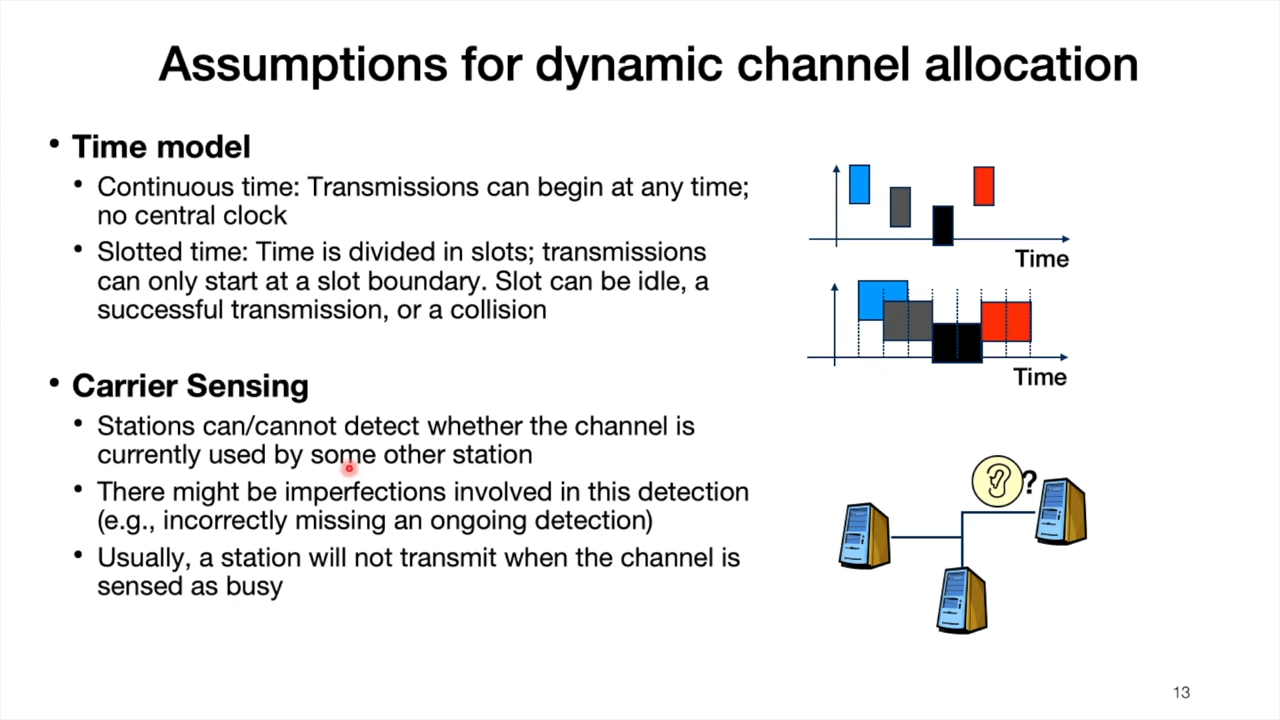 Assumptions for dynamic channel allocation
• Time model
• Continuous time: Transmissions can begin at any time;
no central clock
• Slotted time: Time is divided in slots; transmissions
can only start at a slot boundary. Slot can be idle, a
successful transmission, or a collision
• Carrier Sensing
• Stations can/cannot detect whether the channel is
currently used by some other station
• There might be imperfections involved in this detection
(e.g., incorrectly missing an ongoing detection)
• Usually, a station will not transmit when the channel is
sensed as busy
Time
Time
?
13